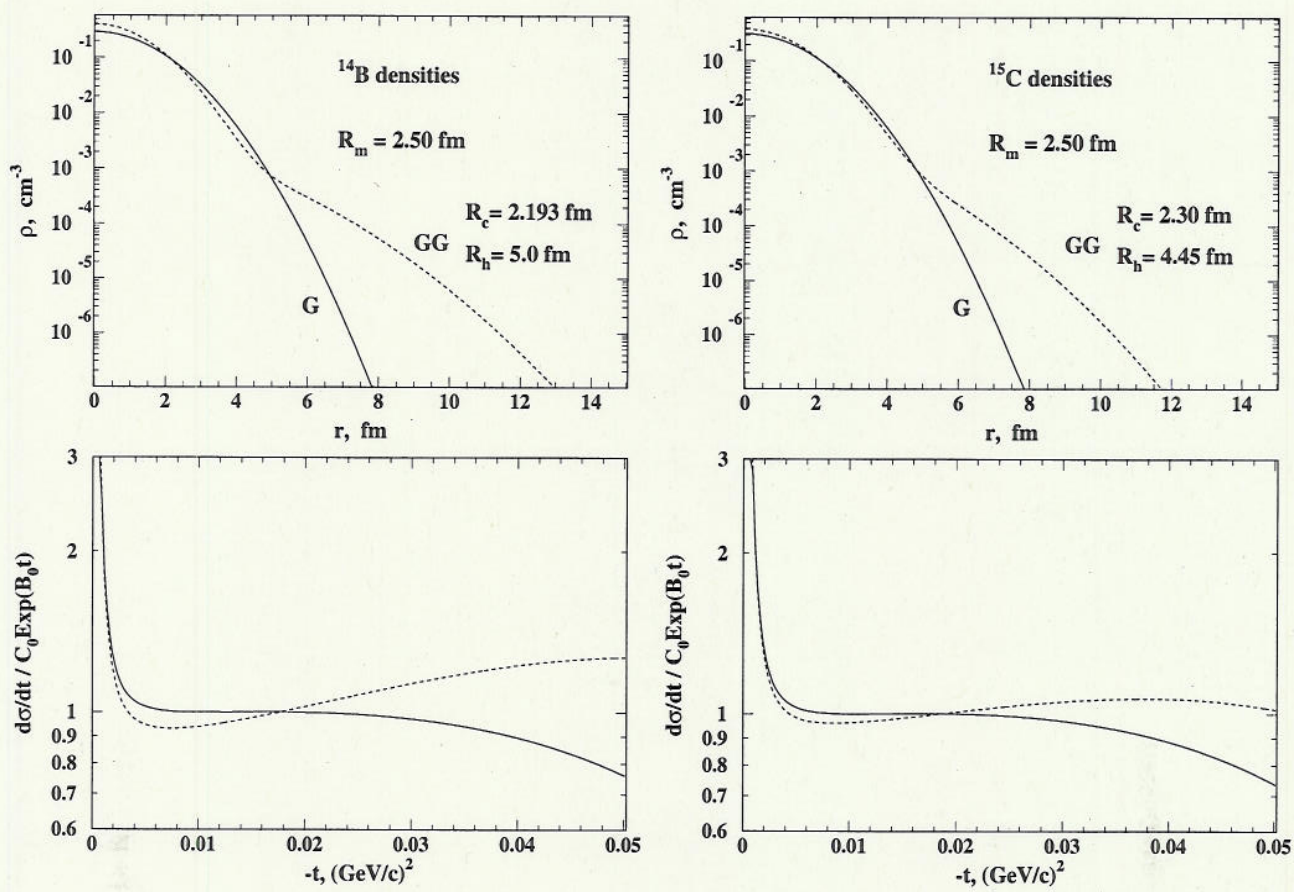 10⁻¹
10⁻²
10⁻³
10⁻⁴
10⁻⁵
10⁻⁶
ρ, cm⁻³
¹⁴B densities
Rₘ = 2.50 fm
R_c= 2.193 fm
GG R_h= 5.0 fm
G
0 2 4 6 8 10 12 14
r, fm
10⁻¹
10⁻²
10⁻³
10⁻⁴
10⁻⁵
10⁻⁶
ρ, cm⁻³
¹⁵C densities
Rₘ = 2.50 fm
R_c= 2.30 fm
GG R_h= 4.45 fm
G
0 2 4 6 8 10 12 14
r, fm
3
2
1
0.9
0.8
0.7
0.6
dσ/dt / C₀Exp(B₀t)
0 0.01 0.02 0.03 0.04 0.05
-t, (GeV/c)²
3
2
1
0.9
0.8
0.7
0.6
dσ/dt / C₀Exp(B₀t)
0 0.01 0.02 0.03 0.04 0.05
-t, (GeV/c)²